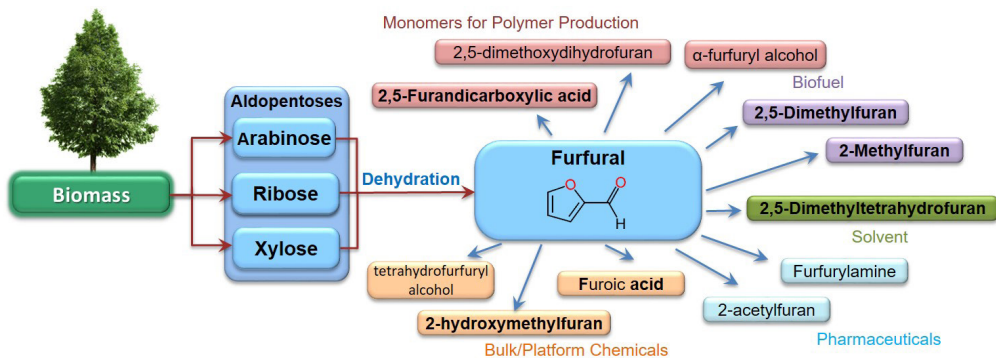 Monomers for Polymer Production
2,5-dimethoxydihydrofuran
α-furfuryl alcohol
Biofuel
2,5-Furandicarboxylic acid
2,5-Dimethylfuran
Aldopentoses
Arabinose
Furfural
2-Methylfuran
Biomass
Ribose
Dehydration
O
O
H
2,5-Dimethyltetrahydrofuran
Solvent
Xylose
tetrahydrofurfuryl
alcohol
Furoic acid
Furfurylamine
2-hydroxymethylfuran
2-acetylfuran
Bulk/Platform Chemicals
Pharmaceuticals